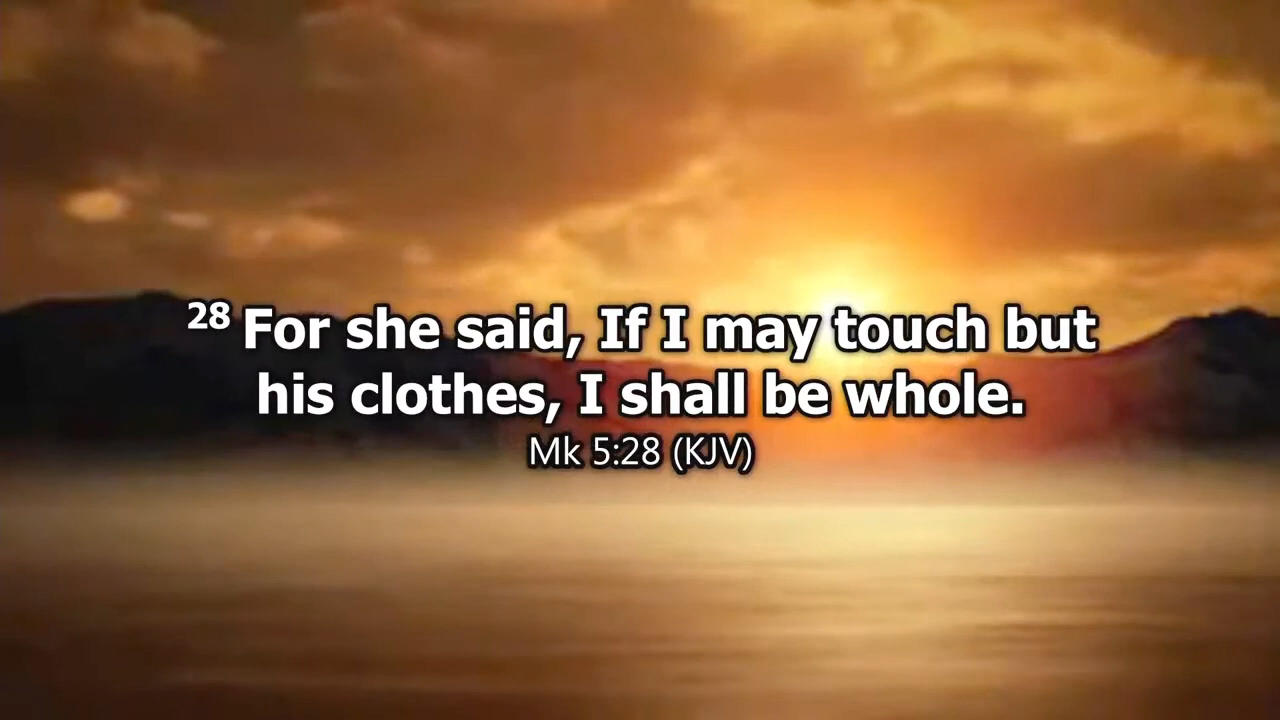 28 For she said, If I may touch but
his clothes, I shall be whole.
Mk 5:28 (KJV)